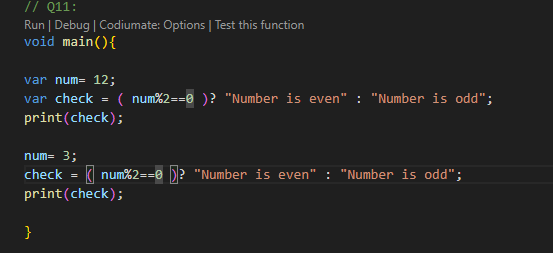 // Q11:
Run | Debug | Codiumate: Options | Test this function
void main(){
var num= 12;
var check = ( num%2==0 )? "Number is even" : "Number is odd";
print(check);
num= 3;
check = ( num%2==0 )? "Number is even" : "Number is odd";
print(check);
}